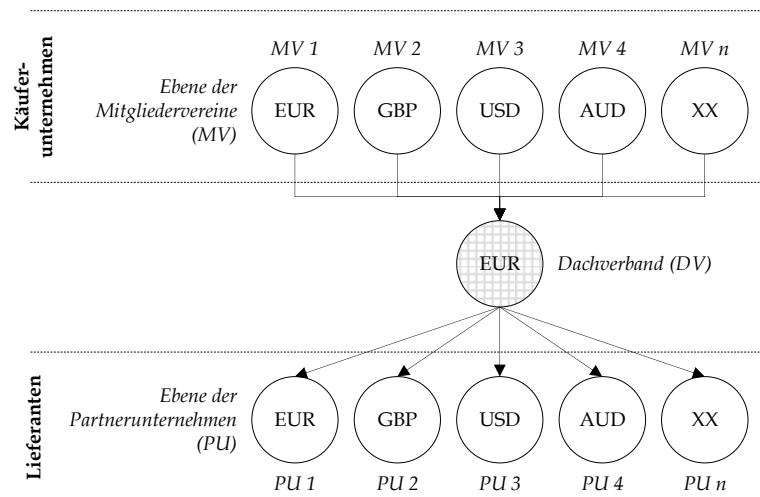 Käufer-
unternehmen
MV 1 MV 2 MV 3 MV 4 MV n
Ebene der
Mitgliedervereine
(MV)
EUR GBP USD AUD XX
EUR
Dachverband (DV)
Lieferanten
Ebene der
Partnerunternehmen
(PU)
EUR GBP USD AUD XX
PU 1 PU 2 PU 3 PU 4 PU n